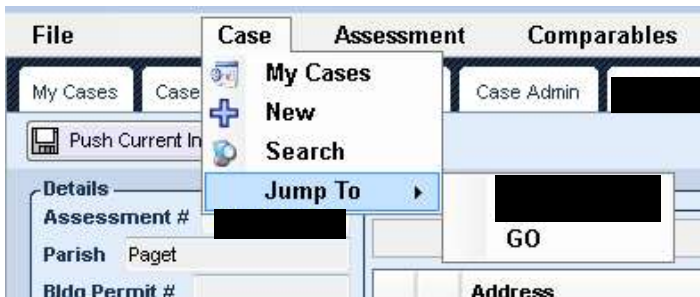 File Case Assessment Comparables
My Cases Case Case Admin
My Cases
New
Push Current In
Search
Details
Jump To
Assessment #
Parish Paget
GO
Bldg Permit #
Address